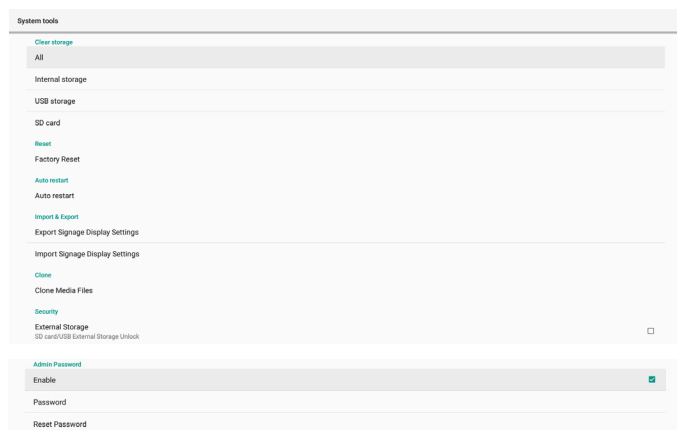 System tools
Clear storage
All
Internal storage
USB storage
SD card
Reset
Factory Reset
Auto restart
Auto restart
Import & Export
Export Signage Display Settings
Import Signage Display Settings
Clone
Clone Media Files
Security
External Storage
SD card/USB External Storage Unlock
Admin Password
Enable
Password
Reset Password